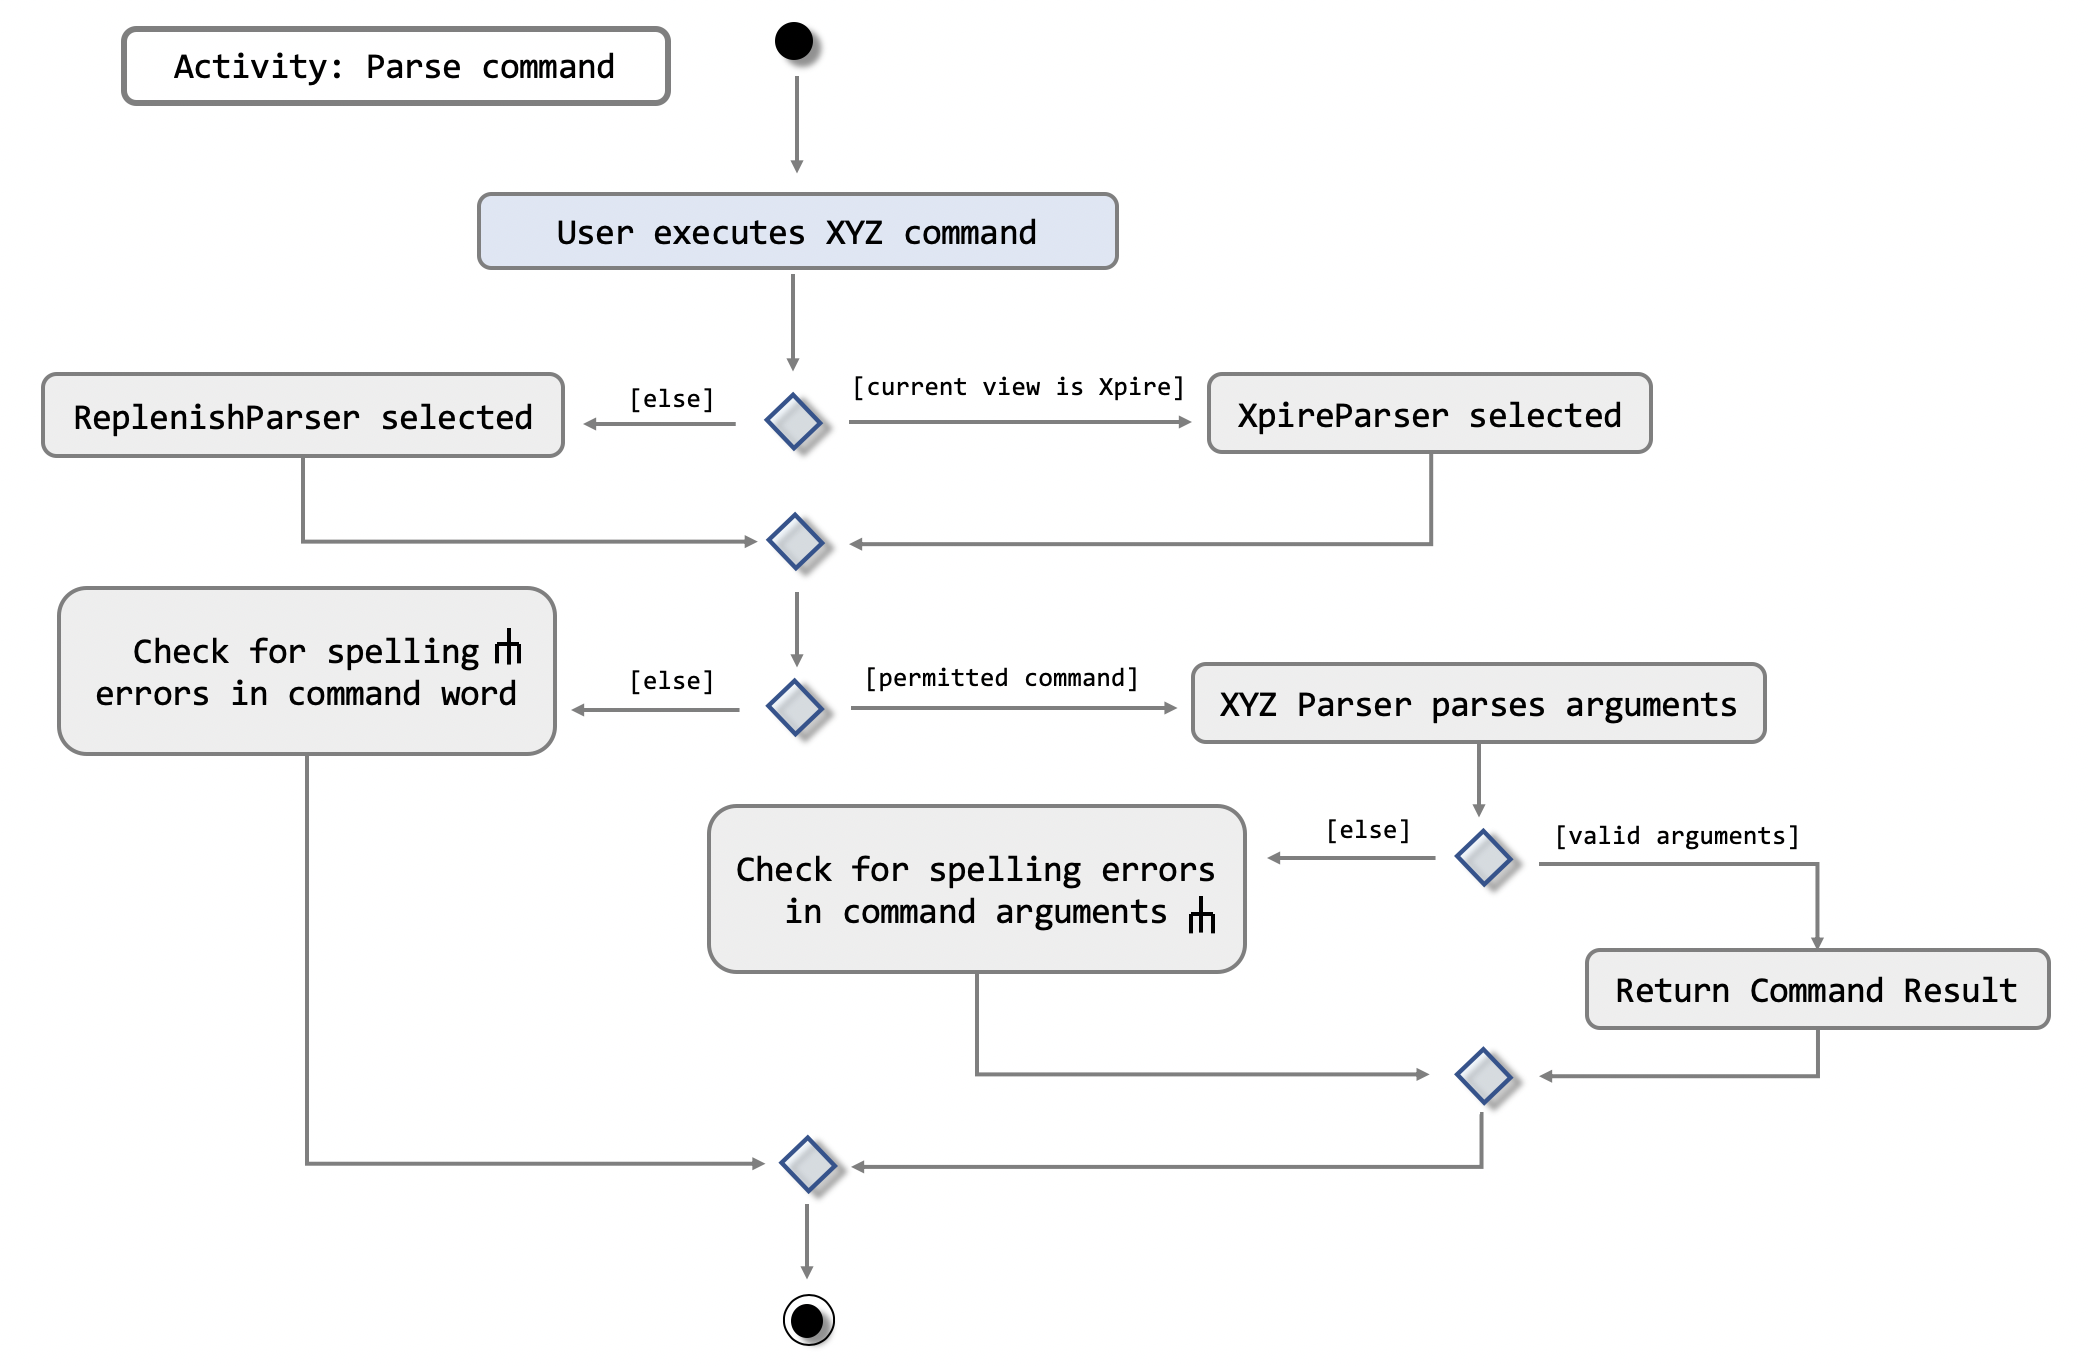 Activity: Parse command
User executes XYZ command
[else]
[current view is Xpire]
ReplenishParser selected
XpireParser selected
Check for spelling
errors in command word
[else]
[permitted command]
XYZ Parser parses arguments
[else]
[valid arguments]
Check for spelling errors
in command arguments
Return Command Result